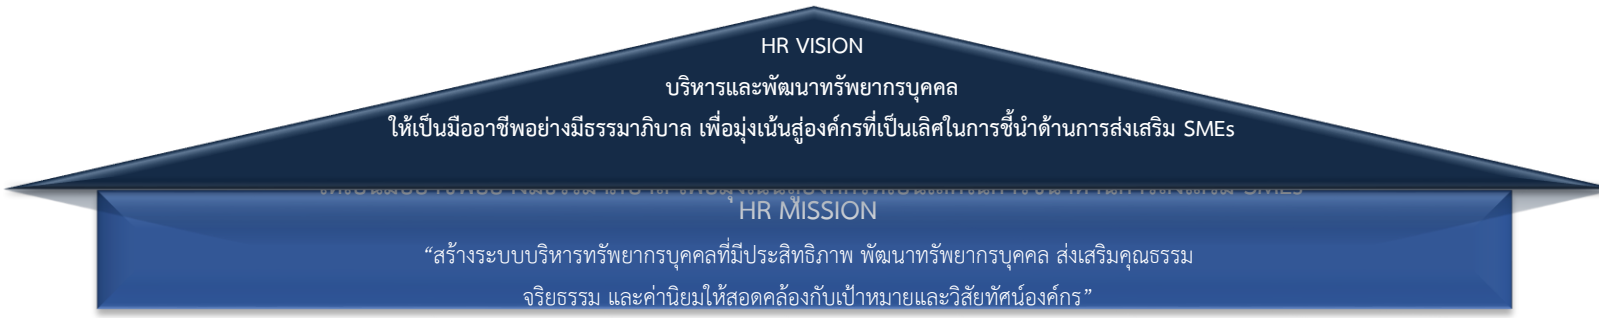 HR VISION
บริหารและพัฒนาทรัพยากรบุคคล
ให้เป็นมืออาชีพอย่างมีธรรมาภิบาล เพื่อมุ่งเน้นสู่องค์กรที่เป็นเลิศในการชี้นำด้านการส่งเสริม SMEs
HR MISSION
“สร้างระบบบริหารทรัพยากรบุคคลที่มีประสิทธิภาพ พัฒนาทรัพยากรบุคคล ส่งเสริมคุณธรรม
จริยธรรม และค่านิยมให้สอดคล้องกับเป้าหมายและวิสัยทัศน์องค์กร”